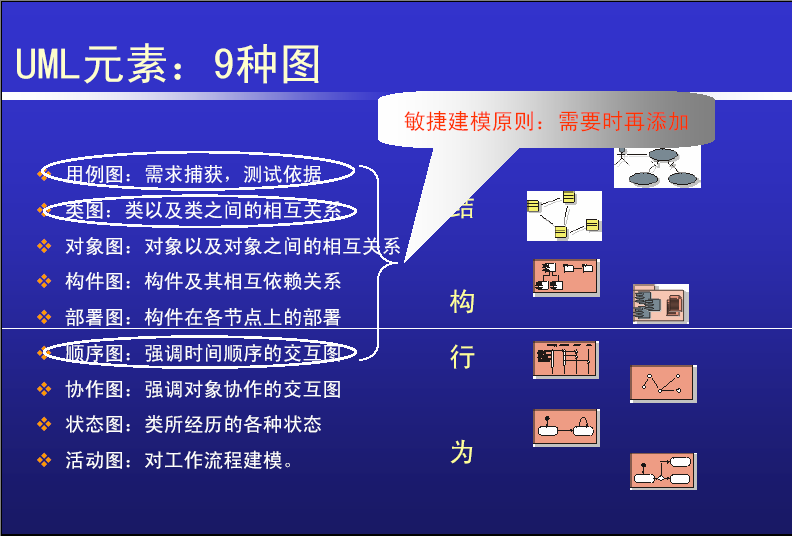 UML元素：9种图
敏捷建模原则：需要时再添加
用例图：需求捕获，测试依据
类图：类以及类之间的相互关系
对象图：对象以及对象之间的相互关系
构件图：构件及其相互依赖关系
部署图：构件在各节点上的部署
顺序图：强调时间顺序的交互图
协作图：强调对象协作的交互图
状态图：类所经历的各种状态
活动图：对工作流程建模。
结
构
行
为